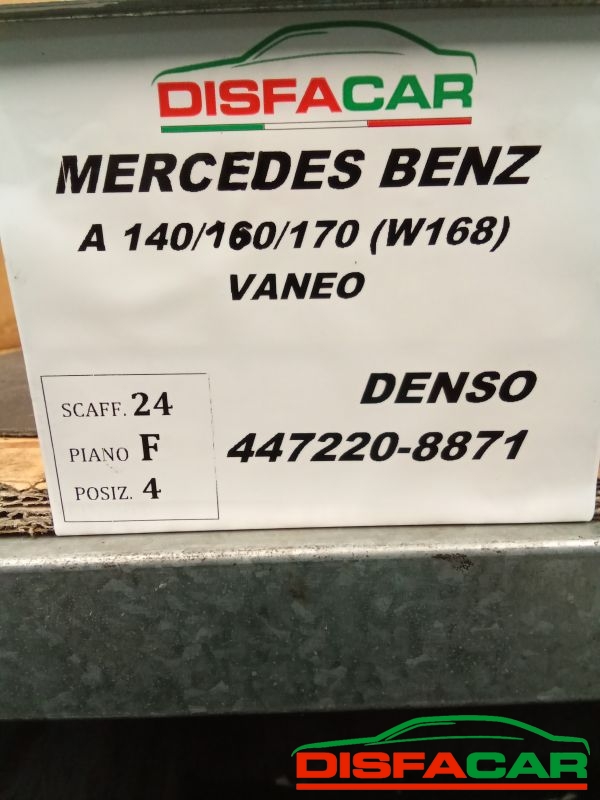 DISFACAR
MERCEDES BENZ
A 140/160/170 (W168)
VANEO
DENSO
447220-8871
SCAFF. 24
PIANO F
POSIZ. 4
DISFACAR